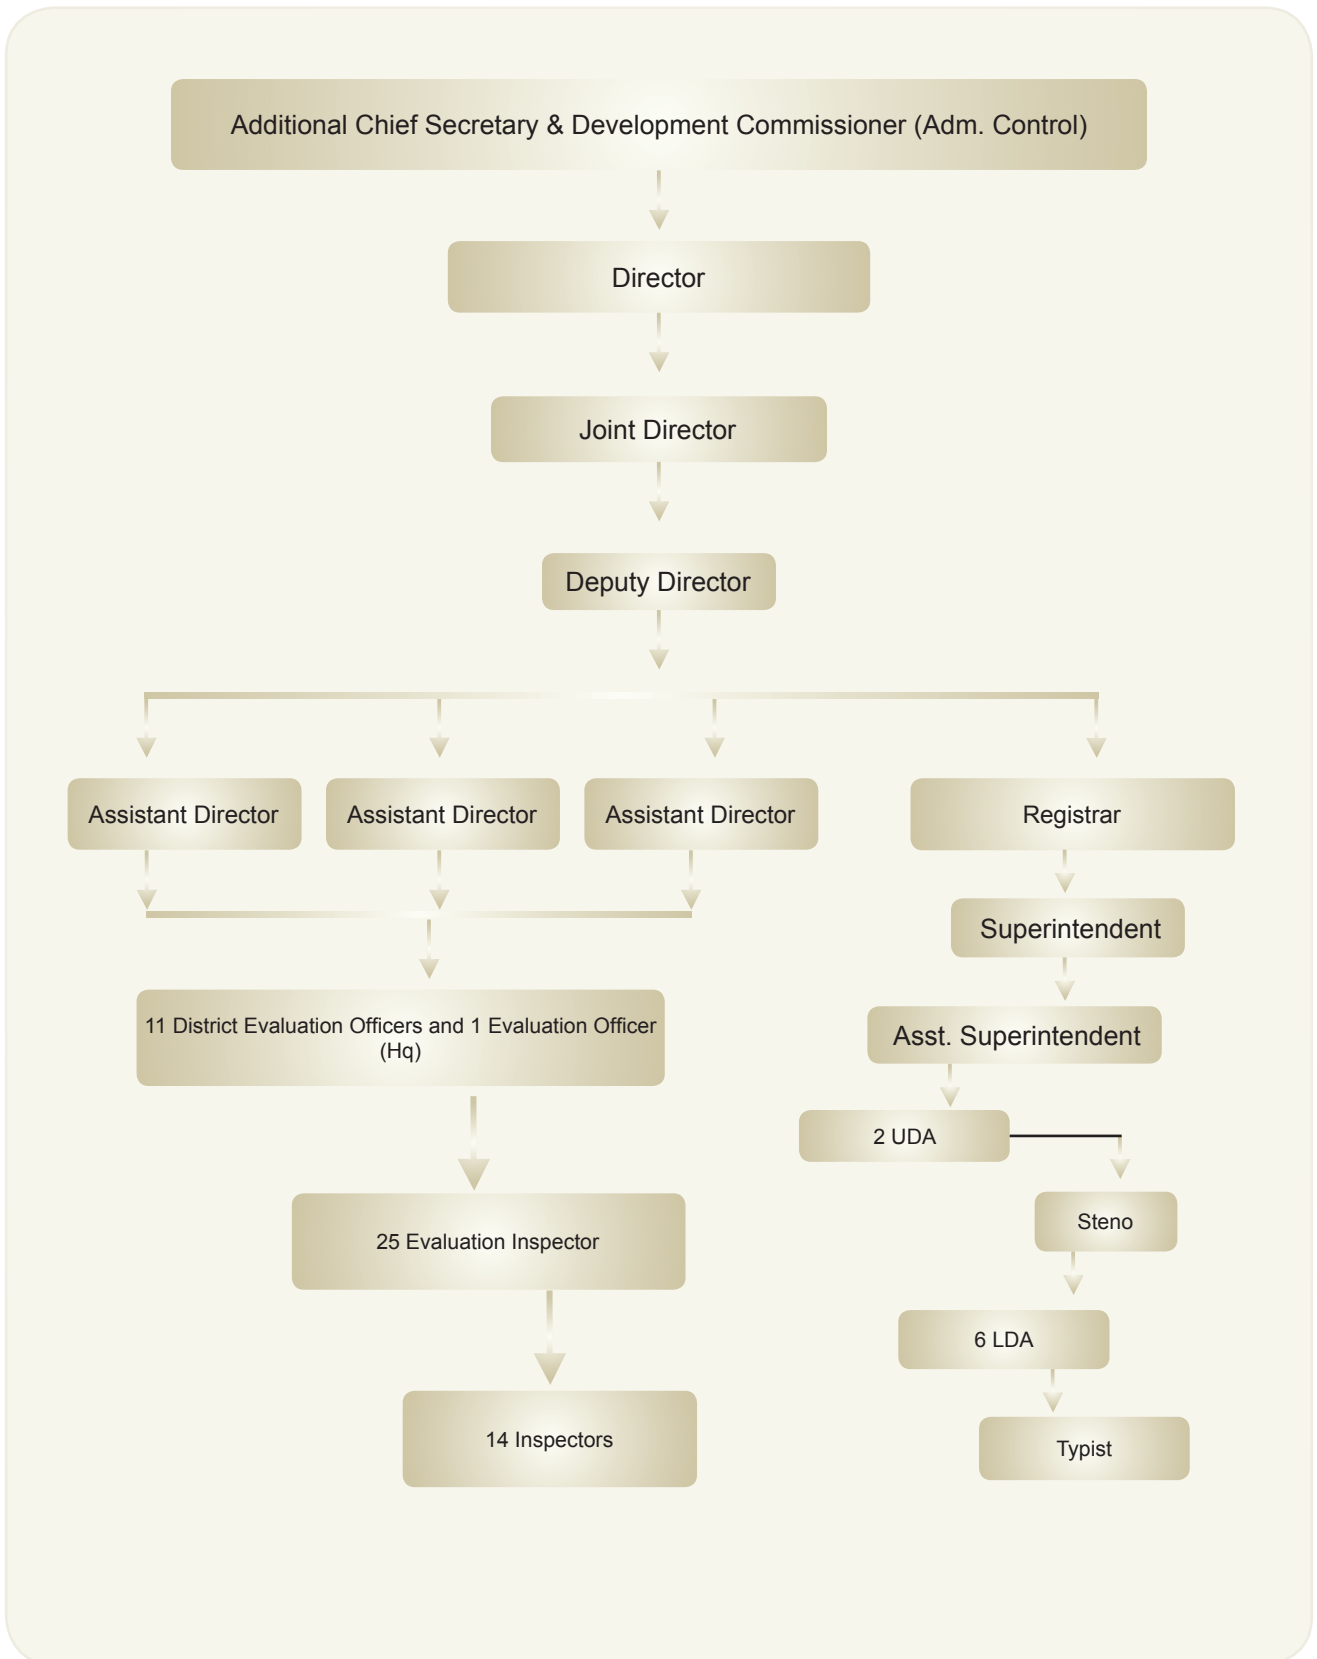 Additional Chief Secretary & Development Commissioner (Adm. Control)
Director
Joint Director
Deputy Director
Assistant Director
Assistant Director
Assistant Director
Registrar
Superintendent
Asst. Superintendent
11 District Evaluation Officers and 1 Evaluation Officer
(Hq)
2 UDA
Steno
25 Evaluation Inspector
6 LDA
14 Inspectors
Typist